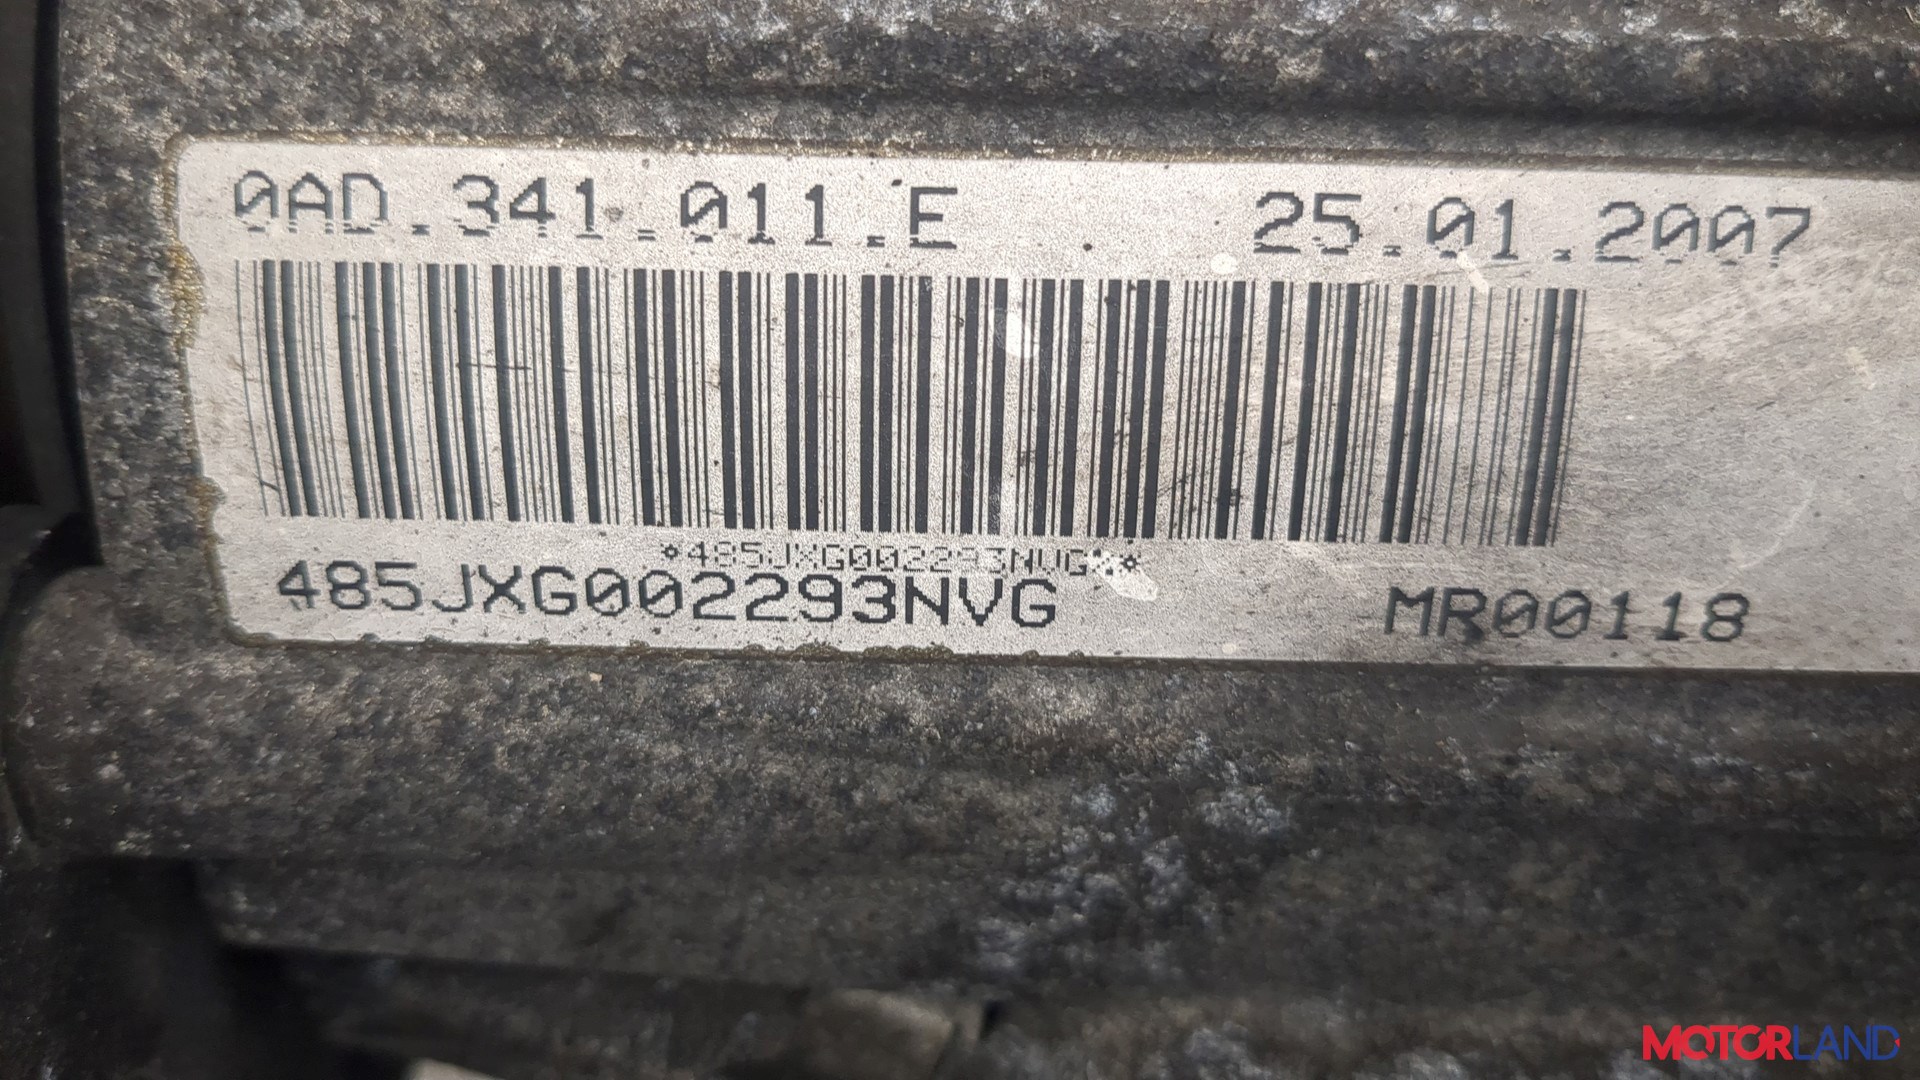 0AD.341.011.E 25.01.2007
*485JXG002293NVG%*
485JXG002293NVG MR00118
MOTORLAND